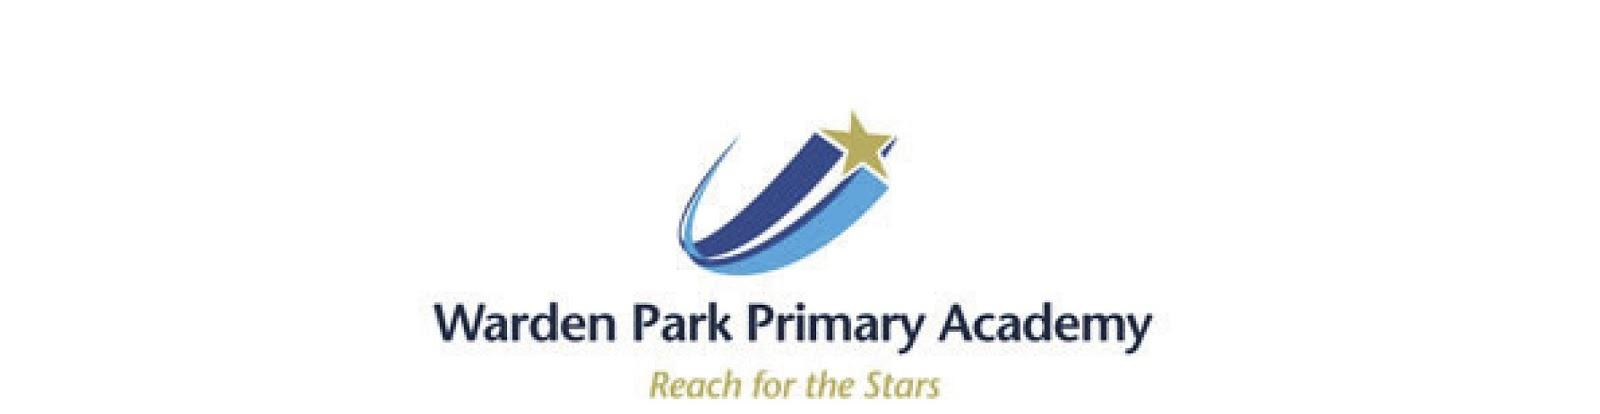 Warden Park Primary Academy
Reach for the Stars